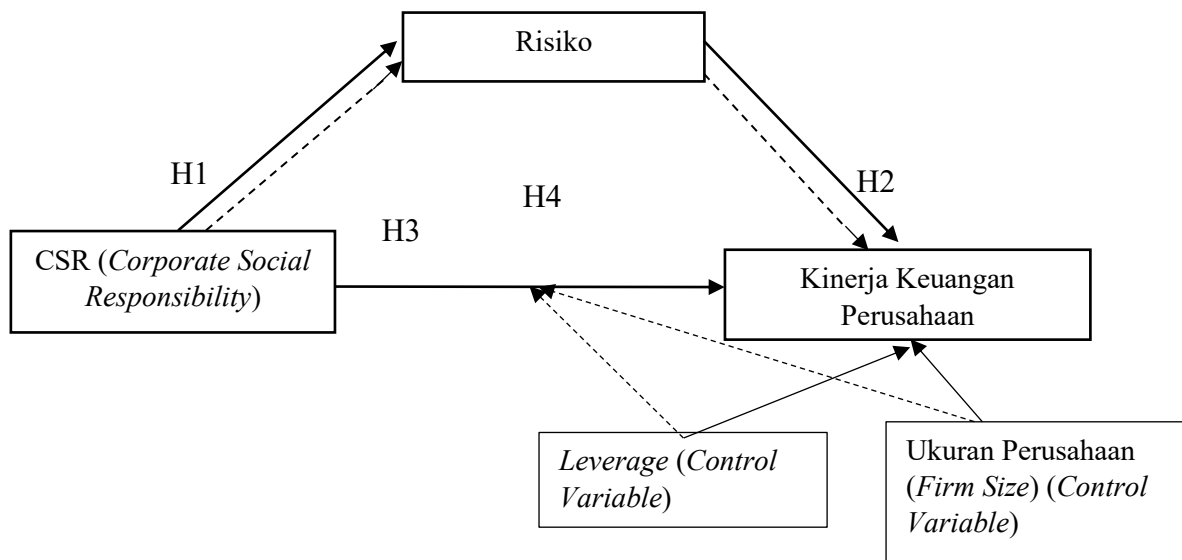 Risiko
H1
H2
H4
H3
CSR (Corporate Social
Responsibility)
Kinerja Keuangan
Perusahaan
Leverage (Control
Variable)
Ukuran Perusahaan
(Firm Size) (Control
Variable)